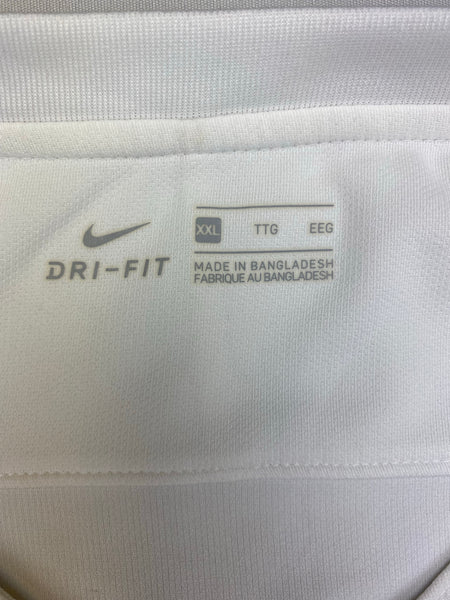 DRI-FIT
XXL TTG EEG
MADE IN BANGLADESH
FABRIQUE AU BANGLADESH